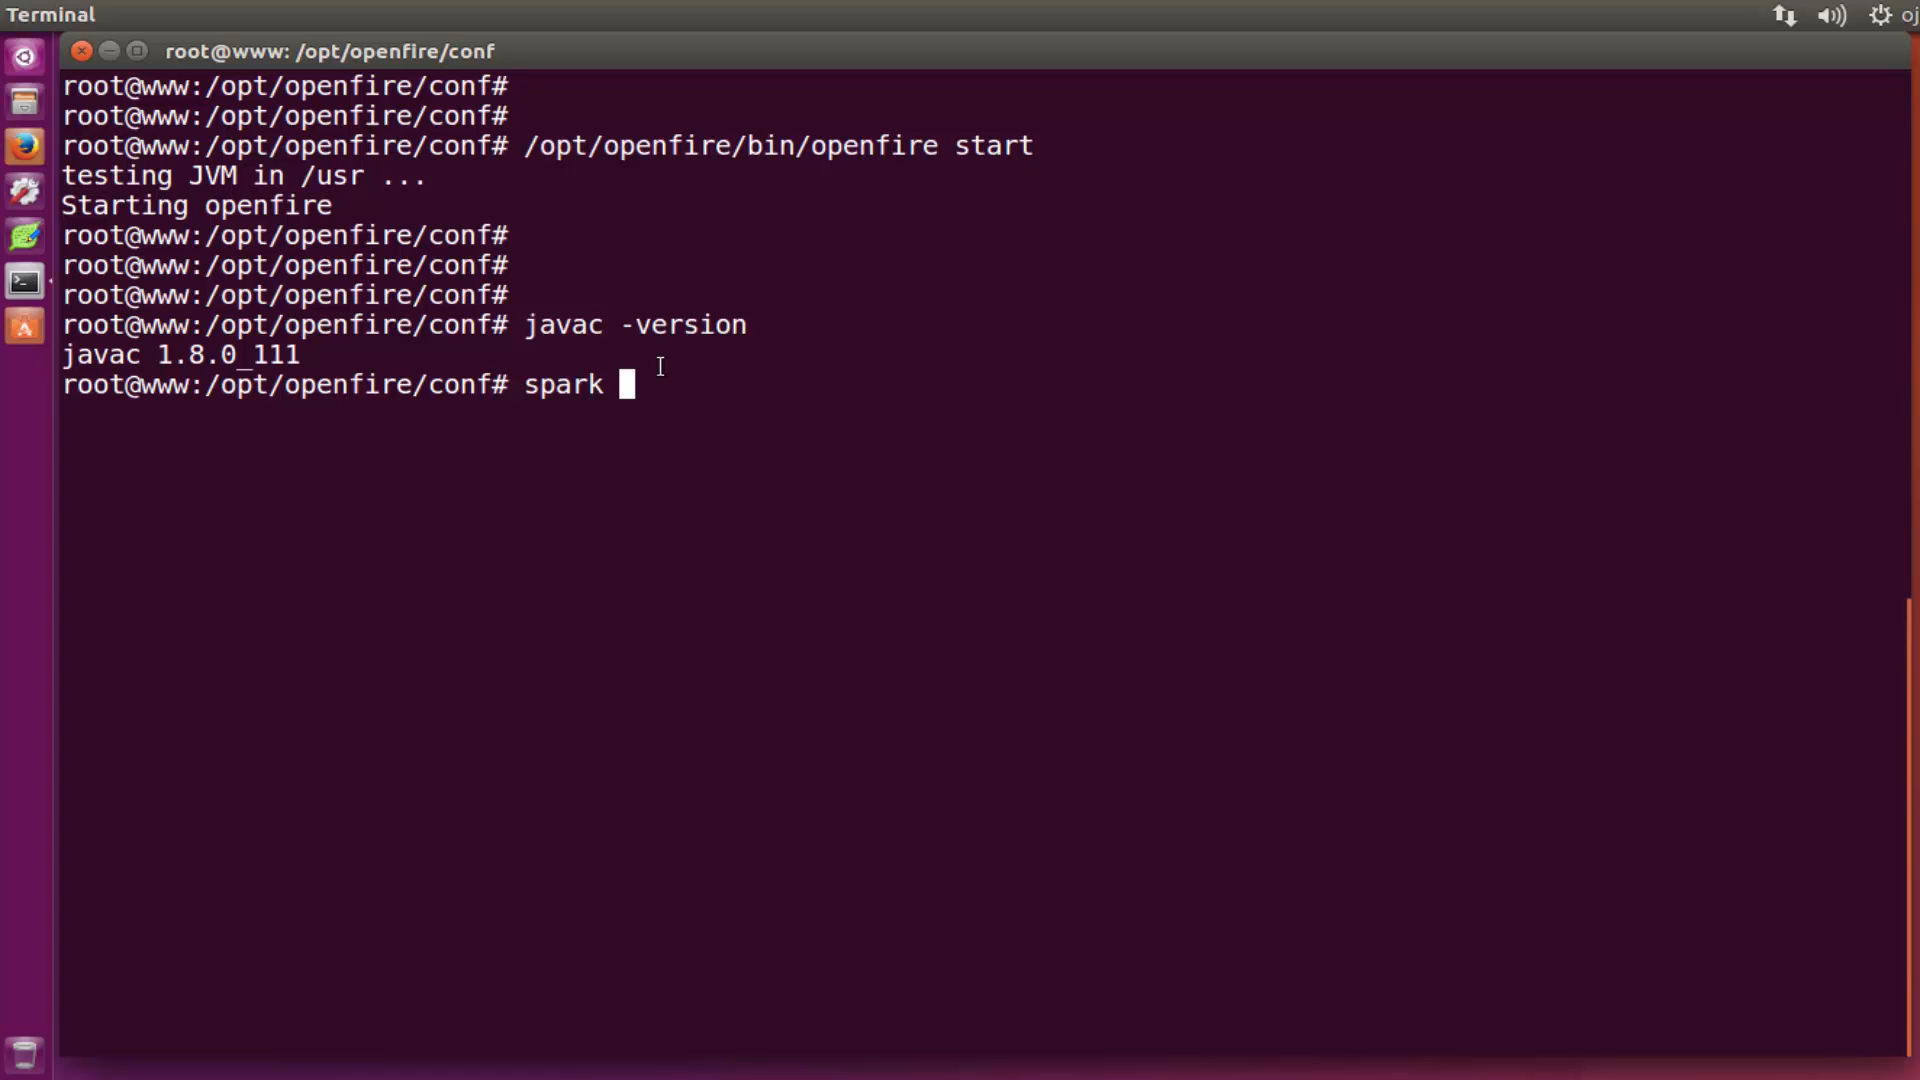 Terminal
oj
root@www: /opt/openfire/conf
root@www:/opt/openfire/conf#
root@www:/opt/openfire/conf#
root@www:/opt/openfire/conf# /opt/openfire/bin/openfire start
testing JVM in /usr ...
Starting openfire
root@www:/opt/openfire/conf#
root@www:/opt/openfire/conf#
root@www:/opt/openfire/conf#
root@www:/opt/openfire/conf# javac -version
javac 1.8.0_111
root@www:/opt/openfire/conf# spark